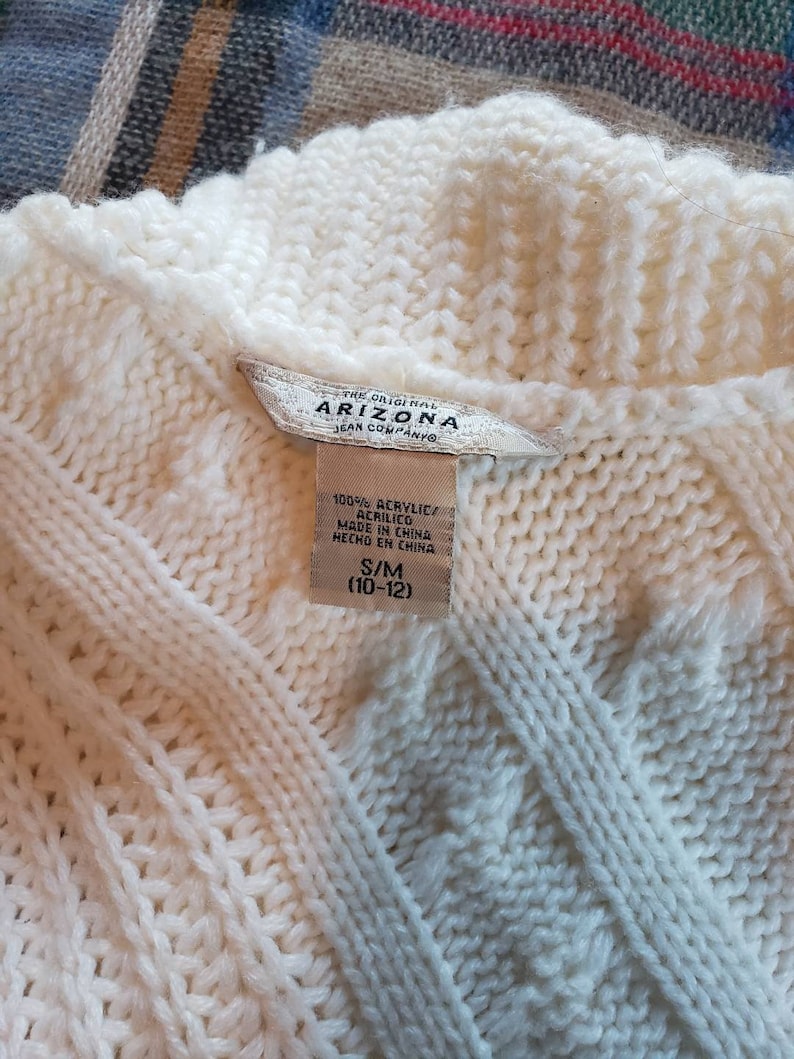 THE ORIGINAL
ARIZONA
JEAN COMPANY®
100% ACRYLIC/
ACRILICO
MADE IN CHINA
HECHO EN CHINA
S/M
(10-12)